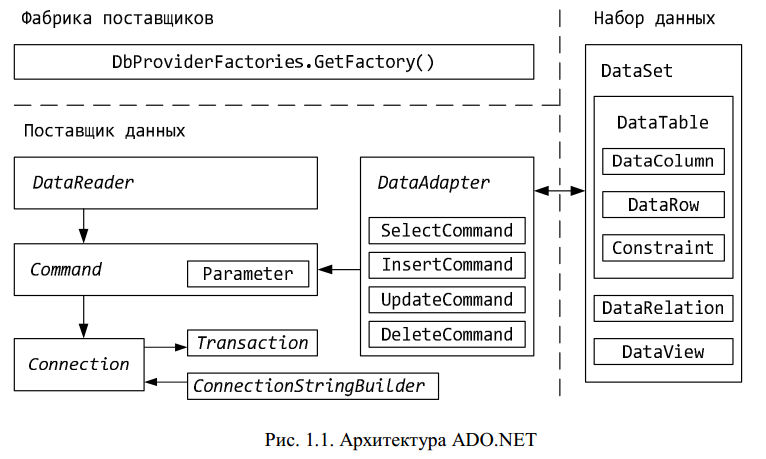 Фабрика поставщиков
DbProviderFactories.GetFactory()
Поставщик данных
DataReader
Command
Parameter
Connection
Transaction
ConnectionStringBuilder
DataAdapter
SelectCommand
InsertCommand
UpdateCommand
DeleteCommand
Набор данных
DataSet
DataTable
DataColumn
DataRow
Constraint
DataRelation
DataView
Рис. 1.1. Архитектура ADO.NET